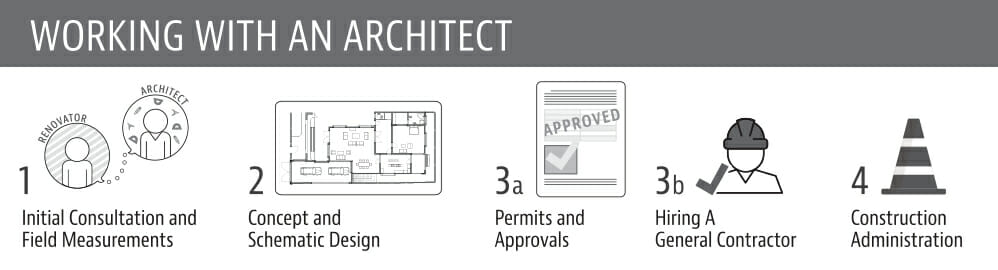 WORKING WITH AN ARCHITECT
RENOVATOR
ARCHITECT
1
Initial Consultation and
Field Measurements
2
Concept and
Schematic Design
APPROVED
3a
Permits and
Approvals
3b
Hiring A
General Contractor
4
Construction
Administration